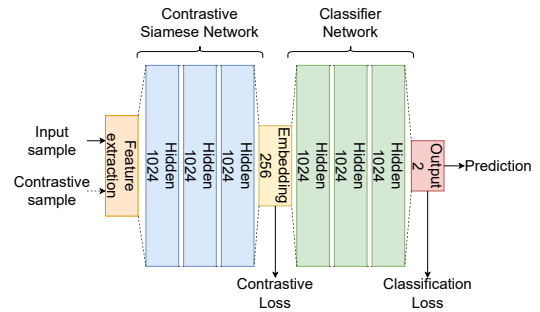 Contrastive
Siamese Network
Classifier
Network
Input
sample
Contrastive
sample
Feature
extraction
Hidden
1024
Hidden
1024
Hidden
1024
Embedding
256
Hidden
1024
Hidden
1024
Hidden
1024
Output
2
Prediction
Contrastive
Loss
Classification
Loss